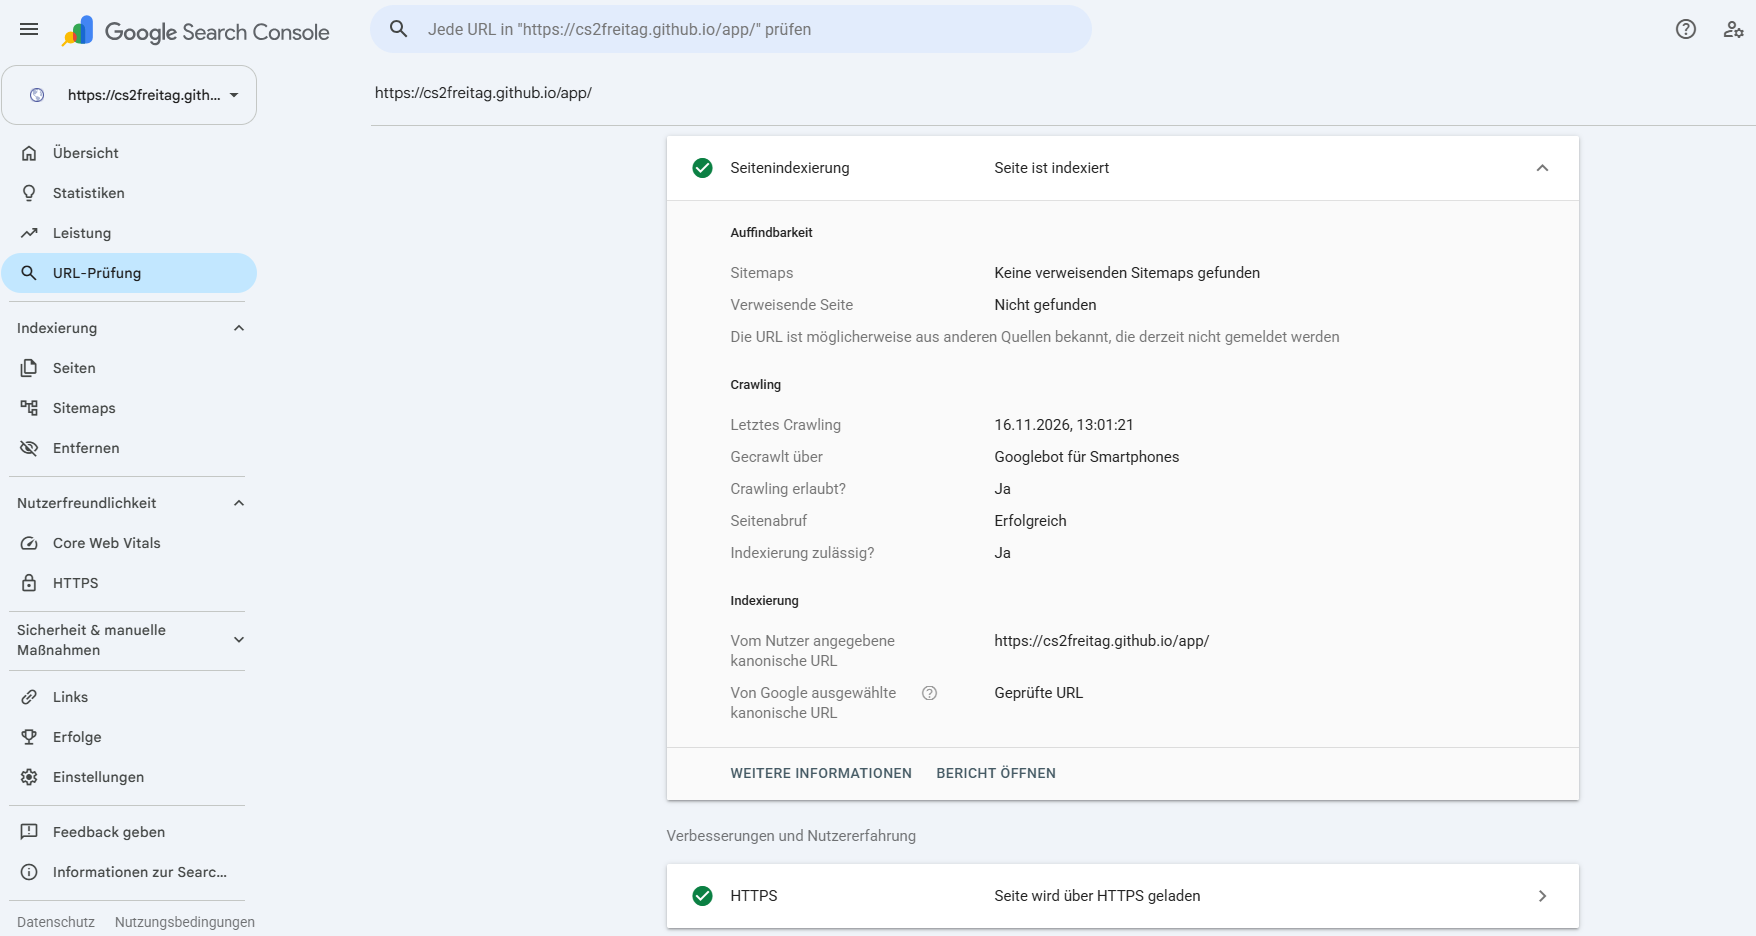 Google Search Console
Jede URL in "https://cs2freitag.github.io/app/" prüfen
https://cs2freitag.gith...
Übersicht
Statistiken
Leistung
URL-Prüfung
Indexierung
Seiten
Sitemaps
Entfernen
Nutzerfreundlichkeit
Core Web Vitals
HTTPS
Sicherheit & manuelle
Maßnahmen
Links
Erfolge
Einstellungen
Feedback geben
Informationen zur Searc...
Datenschutz Nutzungsbedingungen
https://cs2freitag.github.io/app/
Seitenindexierung Seite ist indexiert
Auffindbarkeit
Sitemaps Keine verweisenden Sitemaps gefunden
Verweisende Seite Nicht gefunden
Die URL ist möglicherweise aus anderen Quellen bekannt, die derzeit nicht gemeldet werden
Crawling
Letztes Crawling 16.11.2026, 13:01:21
Gecrawlt über Googlebot für Smartphones
Crawling erlaubt? Ja
Seitenabruf Erfolgreich
Indexierung zulässig? Ja
Indexierung
Vom Nutzer angegebene https://cs2freitag.github.io/app/
kanonische URL
Von Google ausgewählte Geprüfte URL
kanonische URL
WEITERE INFORMATIONEN BERICHT ÖFFNEN
Verbesserungen und Nutzererfahrung
HTTPS Seite wird über HTTPS geladen